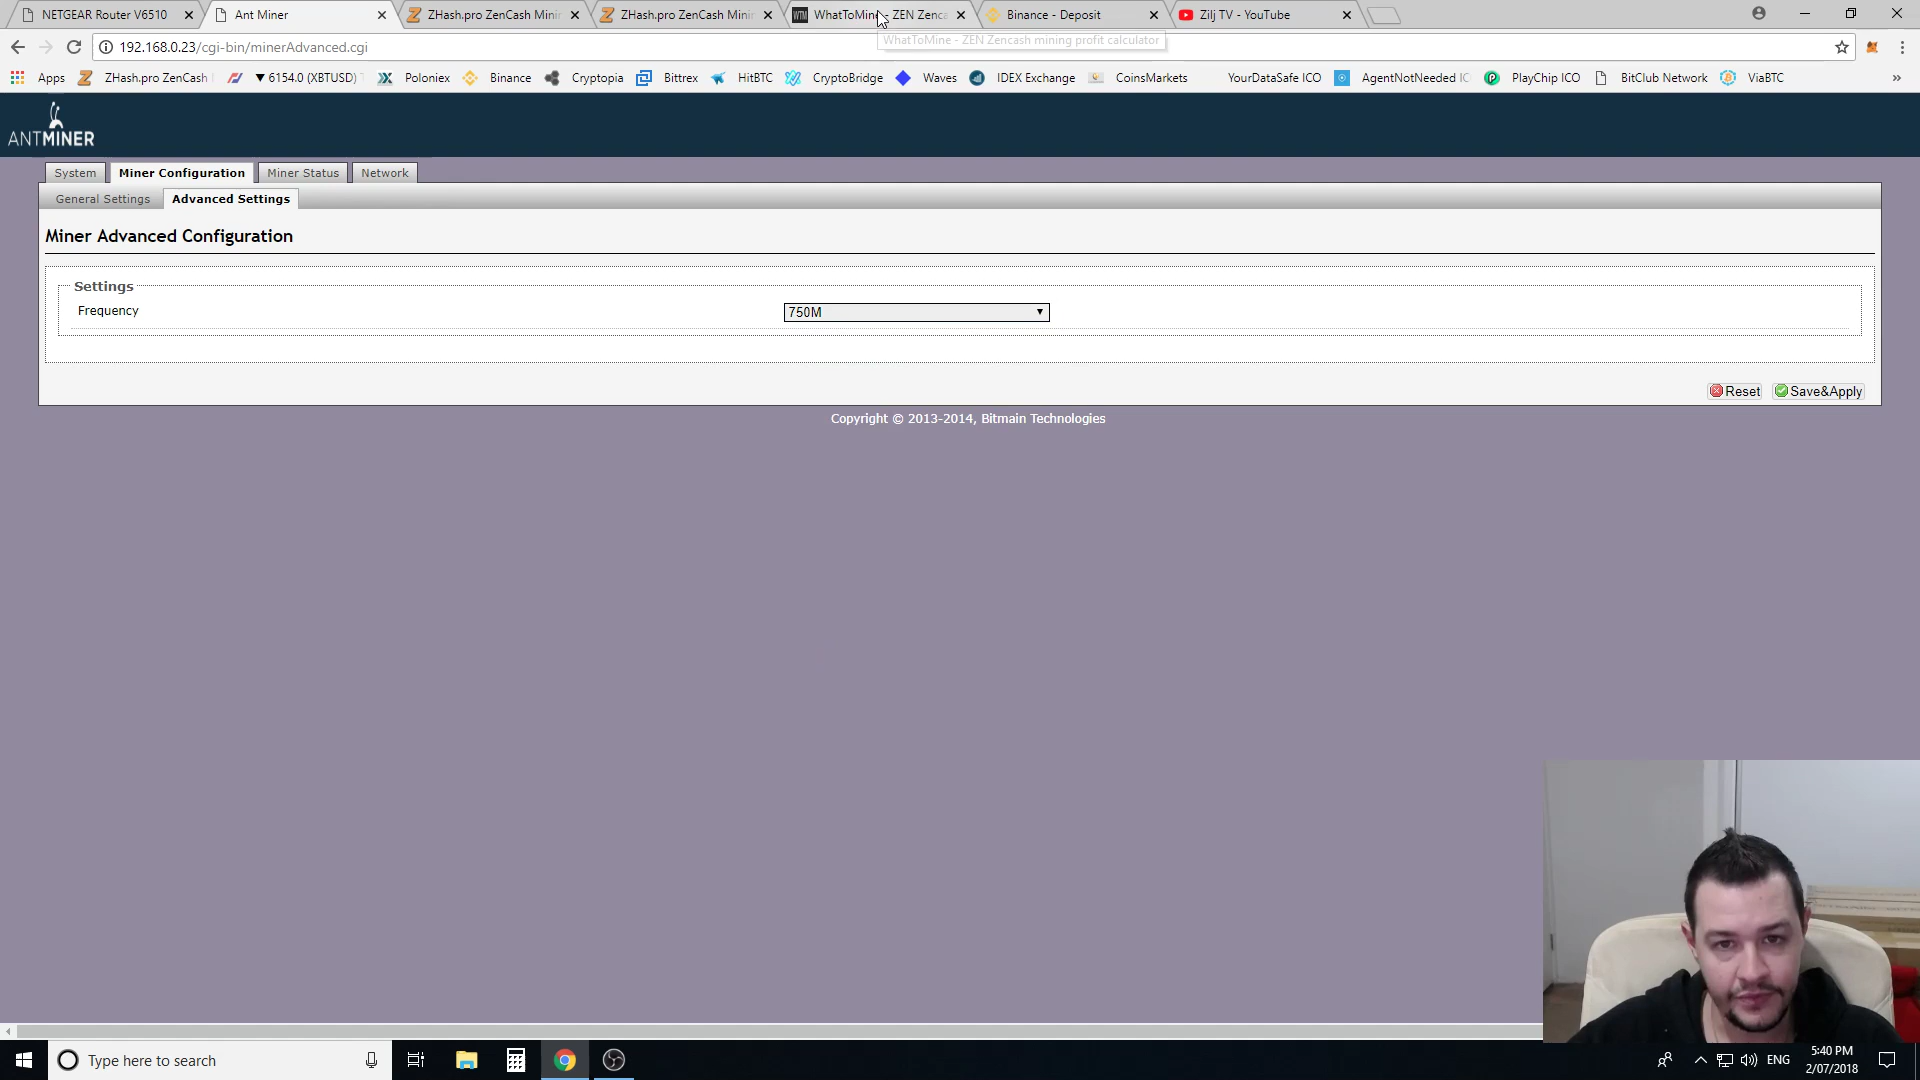 NETGEAR Router V6510
Ant Miner
ZHash.pro ZenCash Mini
ZHash.pro ZenCash Mini
WTM WhatToMine - ZEN Zenca
Binance - Deposit
Zilj TV - YouTube
192.168.0.23/cgi-bin/minerAdvanced.cgi
WhatToMine - ZEN Zencash mining profit calculator
Apps
ZHash.pro ZenCash
▼ 6154.0 (XBTUSD)
Poloniex
Binance
Cryptopia
Bittrex
HitBTC
CryptoBridge
Waves
IDEX Exchange
CoinsMarkets
YourDataSafe ICO
AgentNotNeeded IC
PlayChip ICO
BitClub Network
ViaBTC
»
ANTMINER
System
Miner Configuration
Miner Status
Network
General Settings
Advanced Settings
Miner Advanced Configuration
Settings
Frequency
750M
Reset
Save&Apply
Copyright © 2013-2014, Bitmain Technologies
Type here to search
ENG
5:40 PM
2/07/2018